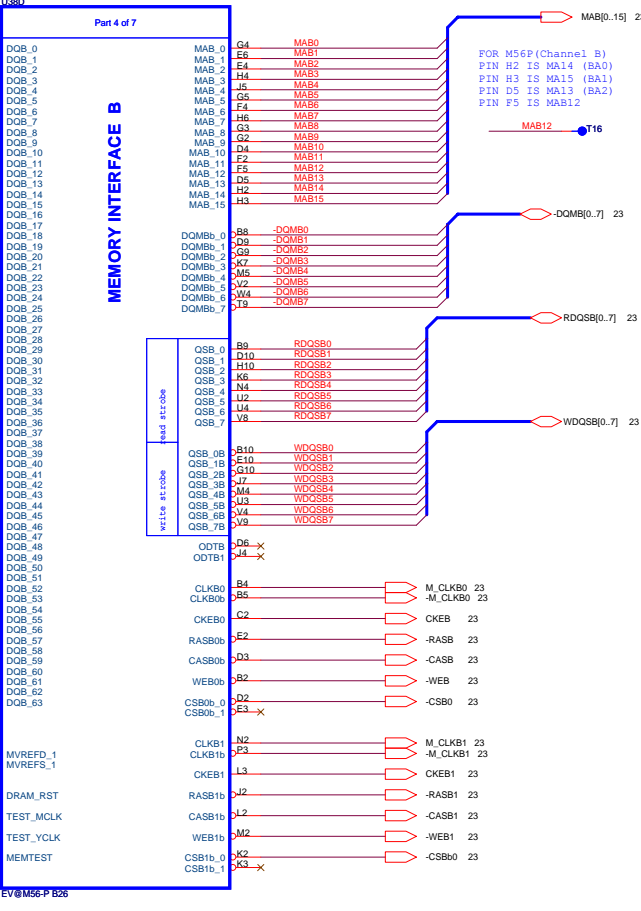 U38D
Part 4 of 7
MEMORY INTERFACE B
DQB_0
DQB_1
DQB_2
DQB_3
DQB_4
DQB_5
DQB_6
DQB_7
DQB_8
DQB_9
DQB_10
DQB_11
DQB_12
DQB_13
DQB_14
DQB_15
DQB_16
DQB_17
DQB_18
DQB_19
DQB_20
DQB_21
DQB_22
DQB_23
DQB_24
DQB_25
DQB_26
DQB_27
DQB_28
DQB_29
DQB_30
DQB_31
DQB_32
DQB_33
DQB_34
DQB_35
DQB_36
DQB_37
DQB_38
DQB_39
DQB_40
DQB_41
DQB_42
DQB_43
DQB_44
DQB_45
DQB_46
DQB_47
DQB_48
DQB_49
DQB_50
DQB_51
DQB_52
DQB_53
DQB_54
DQB_55
DQB_56
DQB_57
DQB_58
DQB_59
DQB_60
DQB_61
DQB_62
DQB_63
MVREFD_1
MVREFS_1
DRAM_RST
TEST_MCLK
TEST_YCLK
MEMTEST
MAB_0 G4 MAB0
MAB_1 E6 MAB1
MAB_2 E4 MAB2
MAB_3 H4 MAB3
MAB_4 J5 MAB4
MAB_5 G5 MAB5
MAB_6 F4 MAB6
MAB_7 H6 MAB7
MAB_8 G3 MAB8
MAB_9 G2 MAB9
MAB_10 D4 MAB10
MAB_11 F2 MAB11
MAB_12 F5 MAB12
MAB_13 D5 MAB13
MAB_14 H2 MAB14
MAB_15 H3 MAB15
MAB[0..15] 2
FOR M56P(Channel B)
PIN H2 IS MA14 (BA0)
PIN H3 IS MA15 (BA1)
PIN D5 IS MA13 (BA2)
PIN F5 IS MAB12
MAB12 T16
DQMBb_0 B8 -DQMB0
DQMBb_1 D9 -DQMB1
DQMBb_2 G9 -DQMB2
DQMBb_3 K7 -DQMB3
DQMBb_4 M5 -DQMB4
DQMBb_5 V2 -DQMB5
DQMBb_6 W4 -DQMB6
DQMBb_7 T9 -DQMB7
-DQMB[0..7] 23
read strobe
QSB_0 B9 RDQSB0
QSB_1 D10 RDQSB1
QSB_2 H10 RDQSB2
QSB_3 K6 RDQSB3
QSB_4 N4 RDQSB4
QSB_5 U2 RDQSB5
QSB_6 U4 RDQSB6
QSB_7 V8 RDQSB7
RDQSB[0..7] 23
write strobe
QSB_0B B10 WDQSB0
QSB_1B E10 WDQSB1
QSB_2B G10 WDQSB2
QSB_3B J7 WDQSB3
QSB_4B M4 WDQSB4
QSB_5B U3 WDQSB5
QSB_6B V4 WDQSB6
QSB_7B V9 WDQSB7
WDQSB[0..7] 23
ODTB D6
ODTB1 J4
CLKB0 B4 M_CLKB0 23
CLKB0b B5 -M_CLKB0 23
CKEB0 C2 CKEB 23
RASB0b E2 -RASB 23
CASB0b D3 -CASB 23
WEB0b B2 -WEB 23
CSB0b_0 D2 -CSB0 23
CSB0b_1 E3
CLKB1 N2 M_CLKB1 23
CLKB1b P3 -M_CLKB1 23
CKEB1 L3 CKEB1 23
RASB1b J2 -RASB1 23
CASB1b L2 -CASB1 23
WEB1b M2 -WEB1 23
CSB1b_0 K2 -CSBb0 23
CSB1b_1 K3
EV@M56-P B26